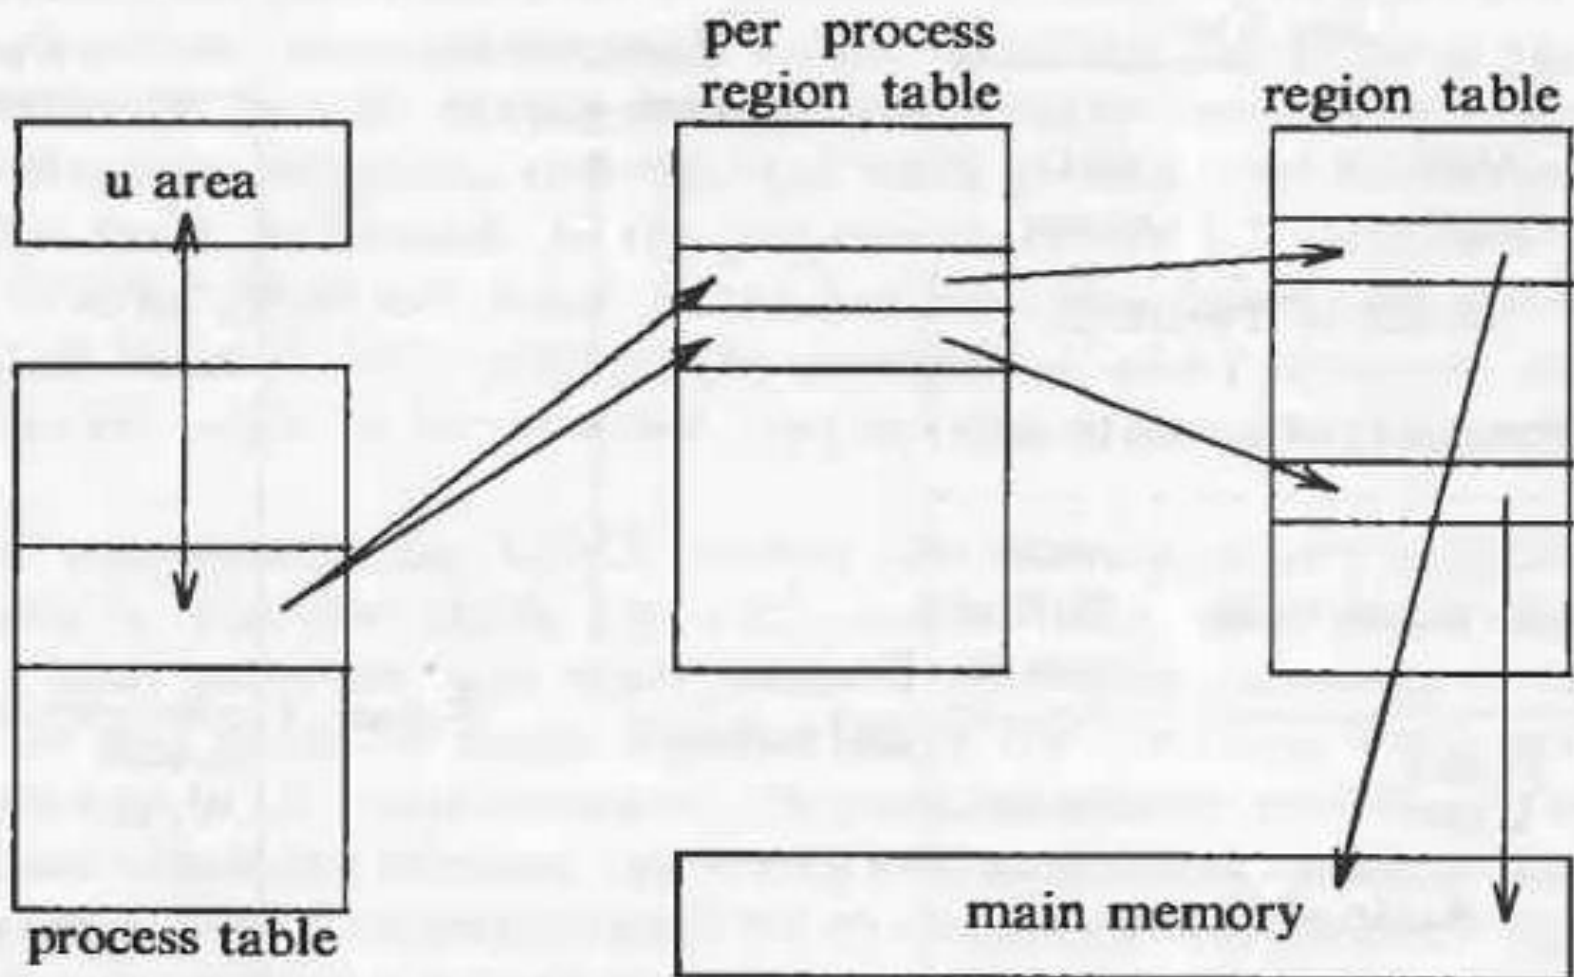 per process
region table
region table
u area
process table
main memory